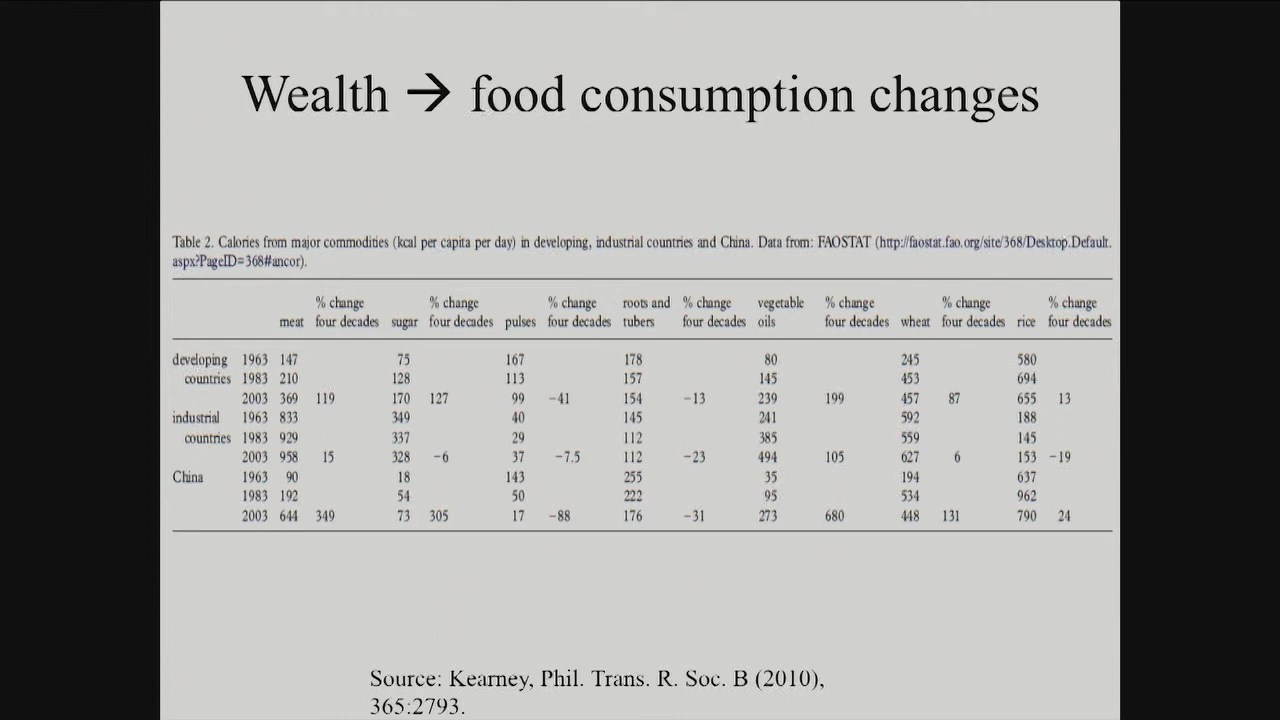 Wealth → food consumption changes
Table 2. Calories from major commodities (kcal per capita per day) in developing, industrial countries and China. Data from: FAOSTAT (http://faostat.fao.org/site/368/Desktop.Default.
aspx?PageID=368#ancor).
% change % change % change roots and % change vegetable % change % change % change
meat four decades sugar four decades pulses four decades tubers four decades oils four decades wheat four decades rice four decades
developing 1963 147 75 167 178 80 245 580
countries 1983 210 128 113 157 145 453 694
2003 369 119 170 127 99 −41 154 −13 239 199 457 87 655 13
industrial 1963 833 349 40 145 241 592 188
countries 1983 929 337 29 112 385 559 145
2003 958 15 328 −6 37 −7.5 112 −23 494 105 627 6 153 −19
China 1963 90 18 143 255 35 194 637
1983 192 54 50 222 95 534 962
2003 644 349 73 305 17 −88 176 −31 273 680 448 131 790 24
Source: Kearney, Phil. Trans. R. Soc. B (2010),
365:2793.